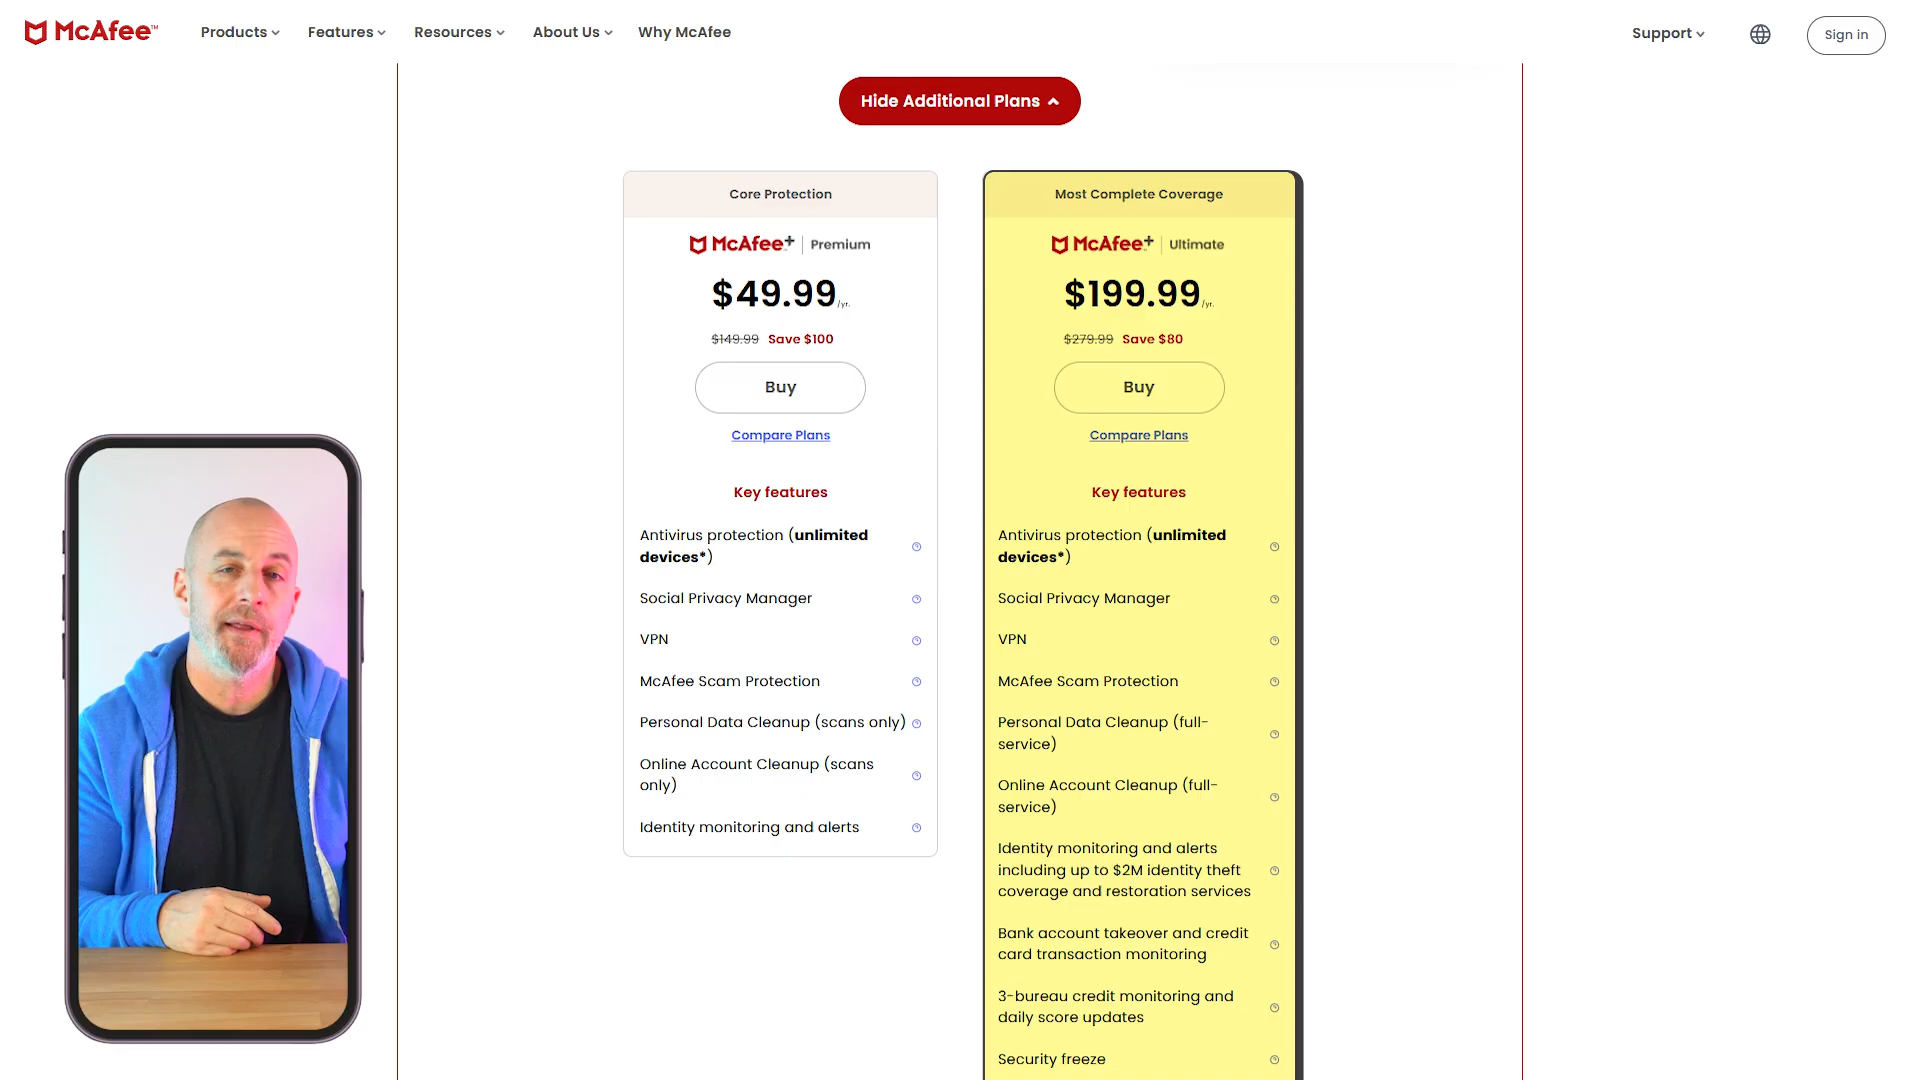 McAfee™
Products
Features
Resources
About Us
Why McAfee
Support
Sign in
Hide Additional Plans
Core Protection
McAfee+ | Premium
$49.99/yr.
$149.99 Save $100
Buy
Compare Plans
Key features
Antivirus protection (unlimited
devices*)
Social Privacy Manager
VPN
McAfee Scam Protection
Personal Data Cleanup (scans only)
Online Account Cleanup (scans
only)
Identity monitoring and alerts
Most Complete Coverage
McAfee+ | Ultimate
$199.99/yr.
$279.99 Save $80
Buy
Compare Plans
Key features
Antivirus protection (unlimited
devices*)
Social Privacy Manager
VPN
McAfee Scam Protection
Personal Data Cleanup (full-
service)
Online Account Cleanup (full-
service)
Identity monitoring and alerts
including up to $2M identity theft
coverage and restoration services
Bank account takeover and credit
card transaction monitoring
3-bureau credit monitoring and
daily score updates
Security freeze